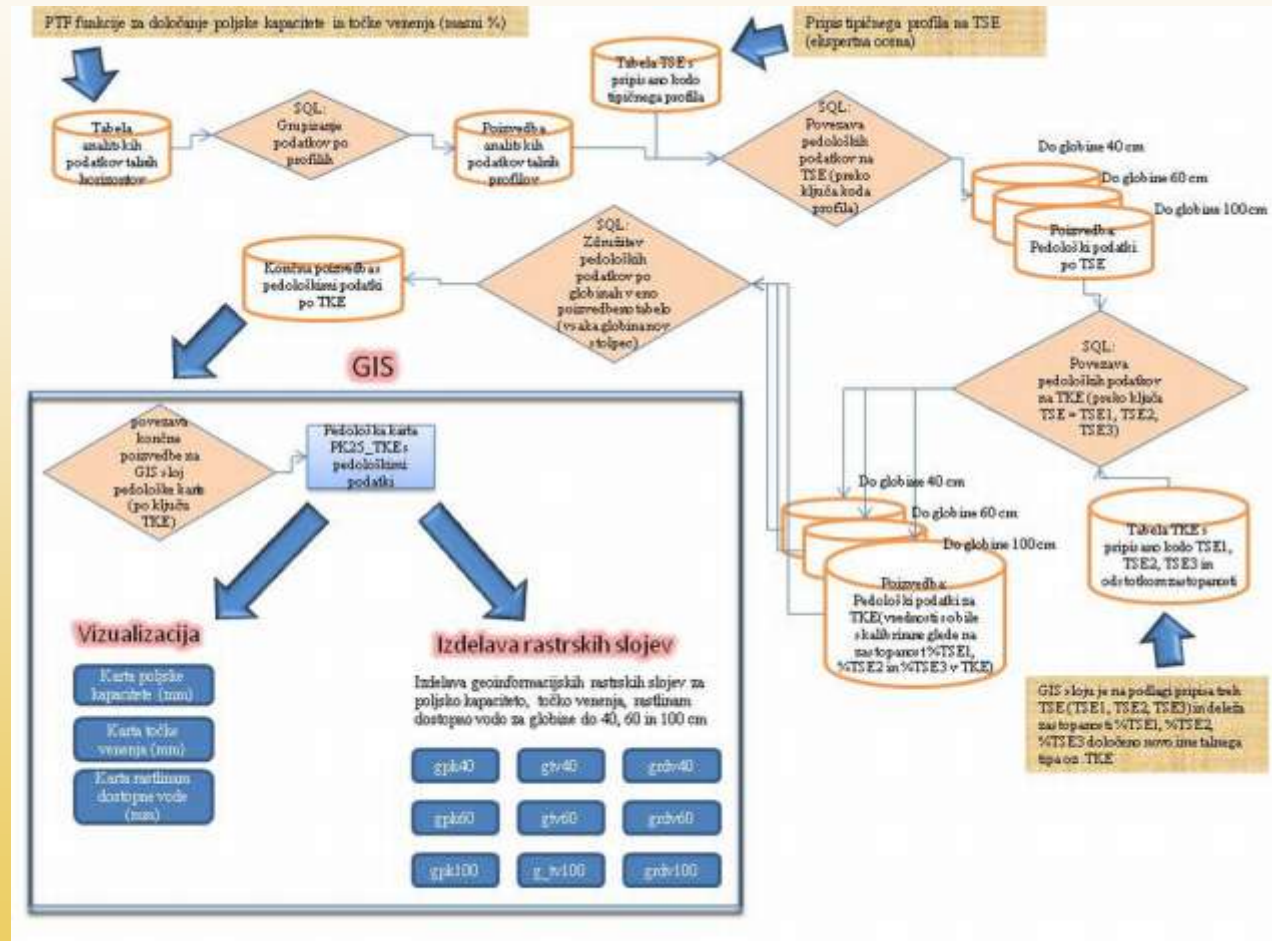 PTF funkcije za določanje poljske kapacitete in točke venenja (masni %)
Pripis tipičnega profila na TSE
(ekspertna ocena)
Tabela TSE s
pripisano kodo
tipičnega profila
Tabela
analitskih
podatkov talnih
horizontov
SQL:
Grupiranje
podatkov po
profilih
Poizvedba
analitskih
podatkov talnih
profilov
SQL:
Povezava
pedoloških
podatkov na
TSE (preko
ključa koda
profila)
Do globine 40 cm
Do globine 60 cm
Do globine 100 cm
Poizvedba:
Pedološki podatki
po TSE
Končna poizvedba s
pedološkimi podatki
po TKE
SQL:
Združitev
pedoloških
podatkov po
globinah v eno
poizvedbeno tabelo
(vsaka globina nov
stolpec)
SQL:
Povezava
pedoloških podatkov
na TKE (preko ključa
TSE = TSE1, TSE2,
TSE3)
GIS
povezava
končne
poizvedbe na
GIS sloj
pedološke karte
(po ključu
TKE)
Pedološka karta
PK25_TKE s
pedološkimi
podatki
Do globine 40 cm
Do globine 60 cm
Do globine 100 cm
Poizvedba:
Pedološki podatki za
TKE (vrednosti so bile
skalibrirane glede na
zastopanost %TSE1,
%TSE2 in %TSE3 v TKE)
Tabela TKE s
pripisano kodo TSE1,
TSE2, TSE3 in
odstotkom zastopanosti
GIS sloju je na podlagi pripisa treh
TSE (TSE1, TSE2, TSE3) in deleža
zastopanosti %TSE1, %TSE2,
%TSE3 določeno novo ime talnega
tipa oz. TKE
Vizualizacija
Karta poljske
kapacitete (mm)
Karta točke
venenja (mm)
Karta rastlinam
dostopne vode
(mm)
Izdelava rastrskih slojev
Izdelava geoinformacijskih rastrskih slojev za
poljsko kapaciteto, točko venenja, rastlinam
dostopno vodo za globine do 40, 60 in 100 cm
gpk40 gtv40 grdv40
gpk60 gtv60 grdv60
gpk100 g_tv100 grdv100